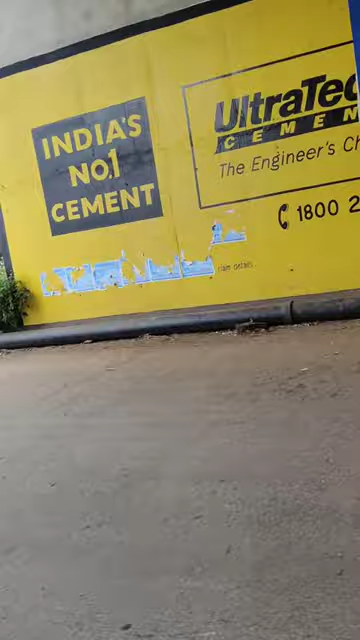 INDIA'S
NO.1
CEMENT
UltraTec
CEMEN
The Engineer's Ch
1800 2